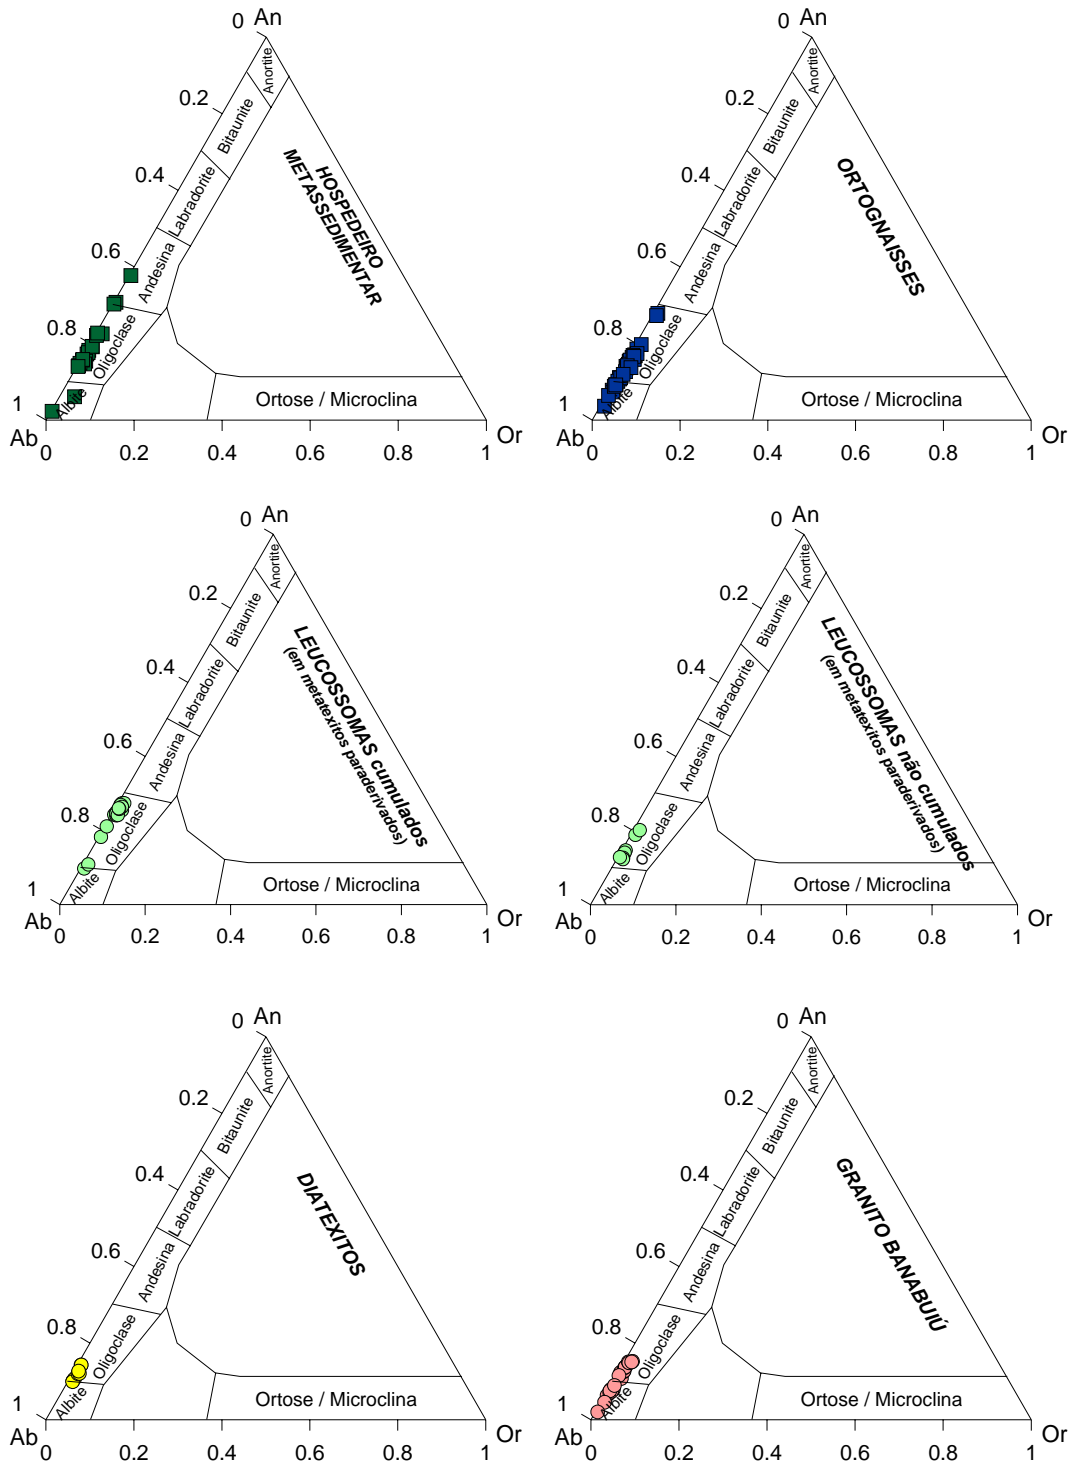 0 An
0.2
0.4
0.6
0.8
1
Ab
Or
0
0.2
0.4
0.6
0.8
1
Anortite
Bitaunite
Labradorite
Andesina
Oligoclase
Albite
Ortose / Microclina
HOSPEDEIRO
METASSEDIMENTAR
0 An
0.2
0.4
0.6
0.8
1
Ab
Or
0
0.2
0.4
0.6
0.8
1
Anortite
Bitaunite
Labradorite
Andesina
Oligoclase
Albite
Ortose / Microclina
ORTOGNAISSES
0 An
0.2
0.4
0.6
0.8
1
Ab
Or
0
0.2
0.4
0.6
0.8
1
Anortite
Bitaunite
Labradorite
Andesina
Oligoclase
Albite
Ortose / Microclina
LEUCOSSOMAS cumulados
(em metatexitos paraderivados)
0 An
0.2
0.4
0.6
0.8
1
Ab
Or
0
0.2
0.4
0.6
0.8
1
Anortite
Bitaunite
Labradorite
Andesina
Oligoclase
Albite
Ortose / Microclina
LEUCOSSOMAS não cumulados
(em metatexitos paraderivados)
0 An
0.2
0.4
0.6
0.8
1
Ab
Or
0
0.2
0.4
0.6
0.8
1
Anortite
Bitaunite
Labradorite
Andesina
Oligoclase
Albite
Ortose / Microclina
DIATEXITOS
0 An
0.2
0.4
0.6
0.8
1
Ab
Or
0
0.2
0.4
0.6
0.8
1
Anortite
Bitaunite
Labradorite
Andesina
Oligoclase
Albite
Ortose / Microclina
GRANITO BANABUIÚ